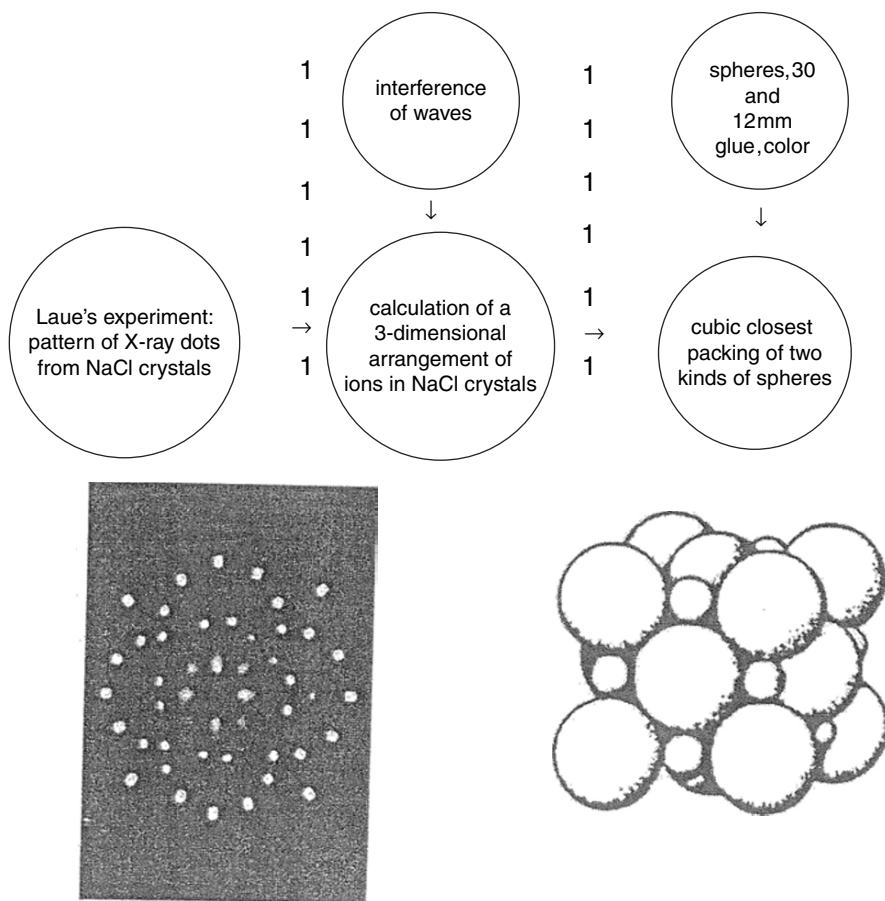 1
1
1
1
1
1
interference
of waves
↓
1
1
1
1
1
1
spheres,30
and
12mm
glue,color
↓
Laue's experiment:
pattern of X-ray dots
from NaCl crystals
→
calculation of a
3-dimensional
arrangement of
ions in NaCl crystals
→
cubic closest
packing of two
kinds of spheres